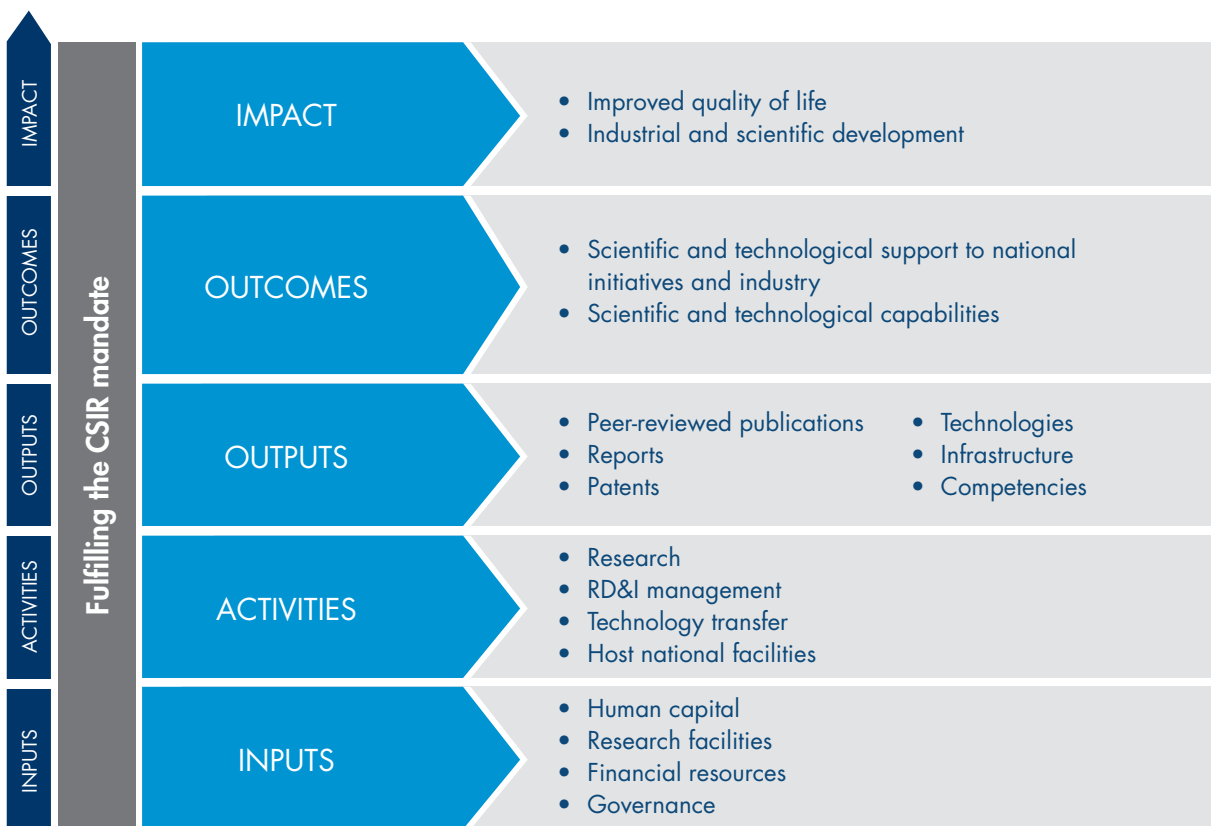 IMPACT
OUTCOMES
OUTPUTS
ACTIVITIES
INPUTS
Fulfilling the CSIR mandate
IMPACT
• Improved quality of life
• Industrial and scientific development
OUTCOMES
• Scientific and technological support to national
initiatives and industry
• Scientific and technological capabilities
OUTPUTS
• Peer-reviewed publications
• Reports
• Patents
• Technologies
• Infrastructure
• Competencies
ACTIVITIES
• Research
• RD&I management
• Technology transfer
• Host national facilities
INPUTS
• Human capital
• Research facilities
• Financial resources
• Governance